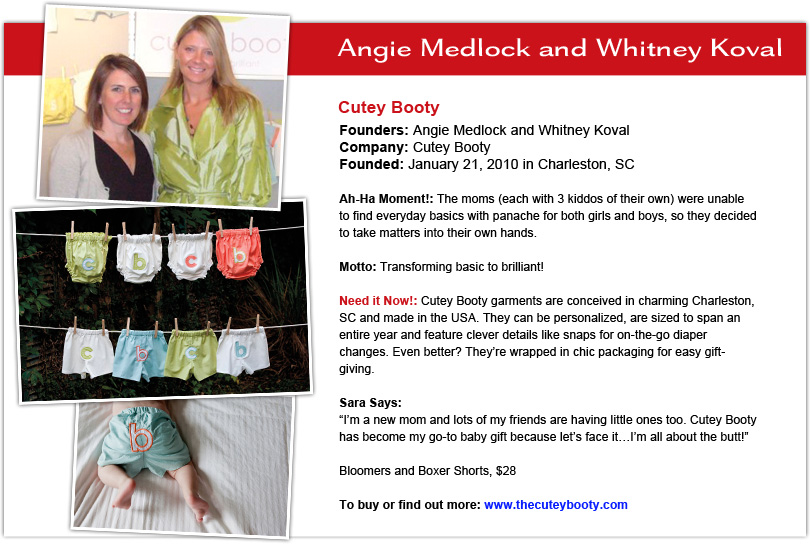 Angie Medlock and Whitney Koval
Cutey Booty
Founders: Angie Medlock and Whitney Koval
Company: Cutey Booty
Founded: January 21, 2010 in Charleston, SC
Ah-Ha Moment!: The moms (each with 3 kiddos of their own) were unable
to find everyday basics with panache for both girls and boys, so they decided
to take matters into their own hands.
Motto: Transforming basic to brilliant!
Need it Now!: Cutey Booty garments are conceived in charming Charleston,
SC and made in the USA. They can be personalized, are sized to span an
entire year and feature clever details like snaps for on-the-go diaper
changes. Even better? They’re wrapped in chic packaging for easy gift-
giving.
Sara Says:
“I’m a new mom and lots of my friends are having little ones too. Cutey Booty
has become my go-to baby gift because let’s face it…I’m all about the butt!”
Bloomers and Boxer Shorts, $28
To buy or find out more: www.thecuteybooty.com
c b c b
c b c b
b